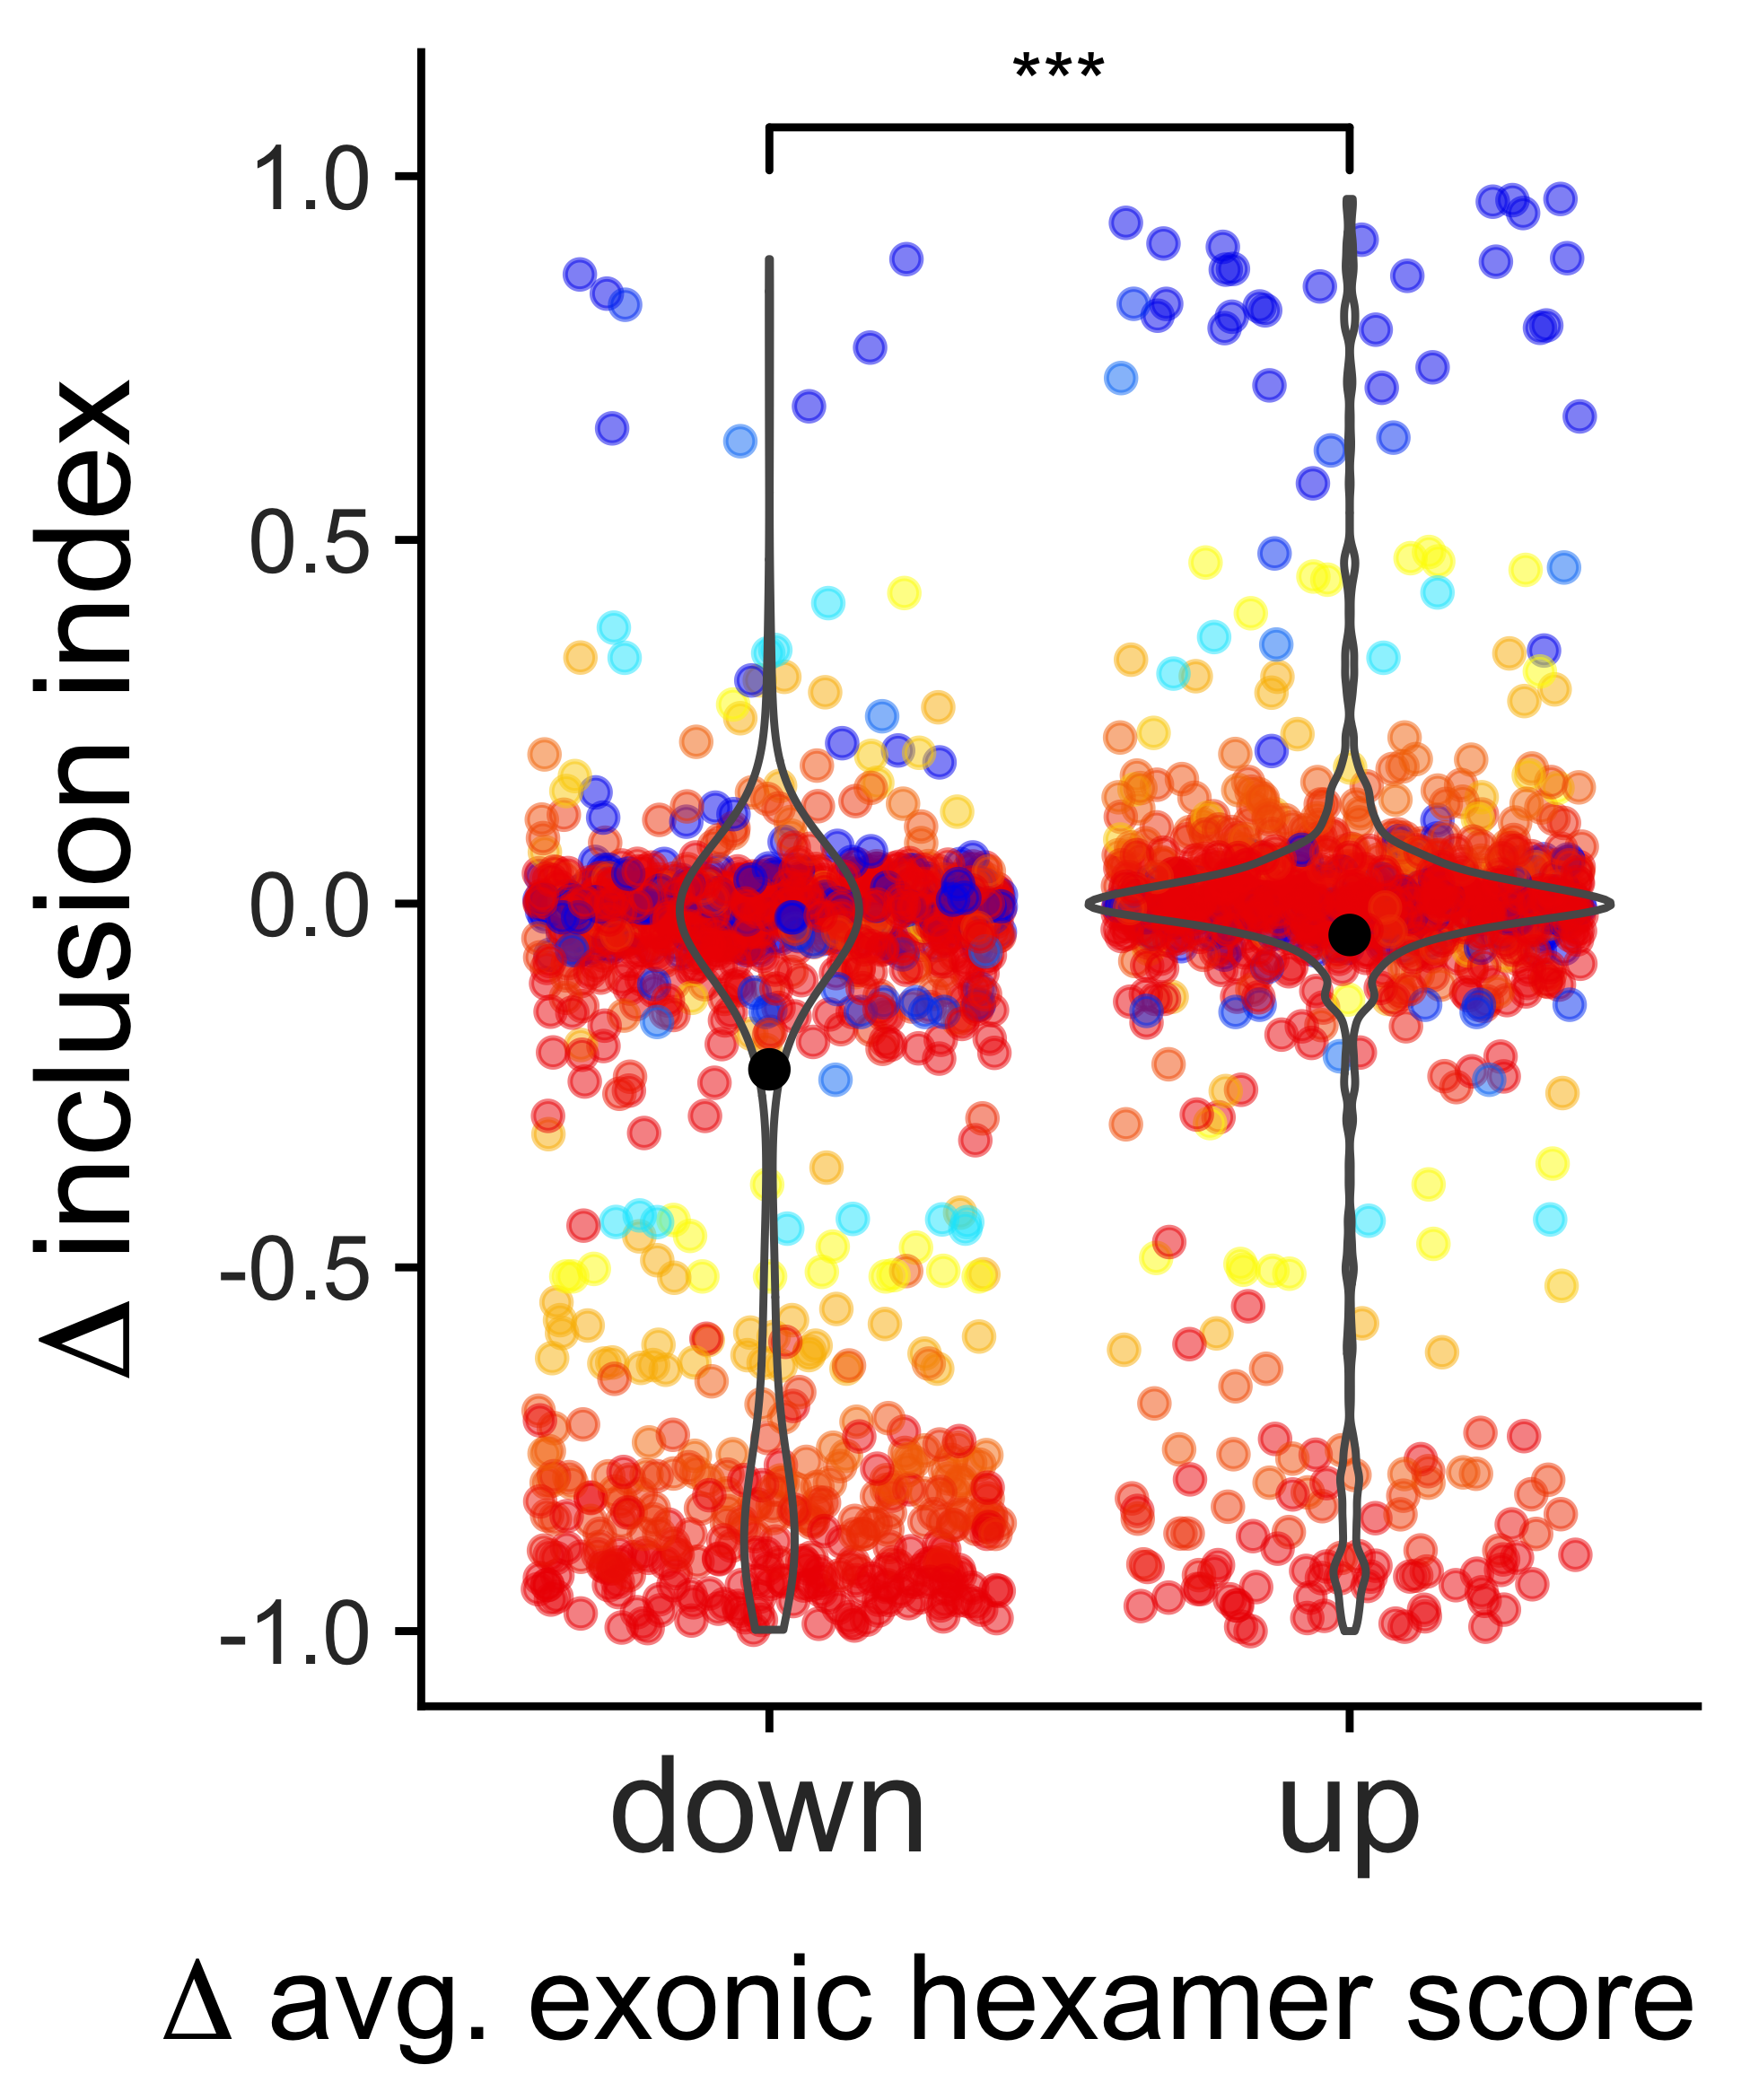 ***
1.0
0.5
0.0
-0.5
-1.0
Δ inclusion index
down up
Δ avg. exonic hexamer score